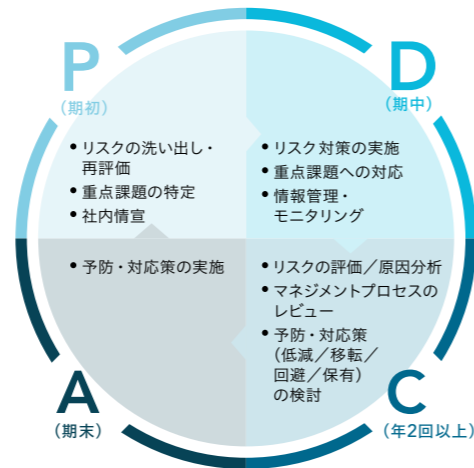 P
(期初)
• リスクの洗い出し・
再評価
• 重点課題の特定
• 社内情宣
D
(期中)
• リスク対策の実施
• 重点課題への対応
• 情報管理・
モニタリング
• 予防・対応策の実施
A
(期末)
• リスクの評価／原因分析
• マネジメントプロセスの
レビュー
• 予防・対応策
(低減／移転／
回避／保有)
の検討
C
(年2回以上)